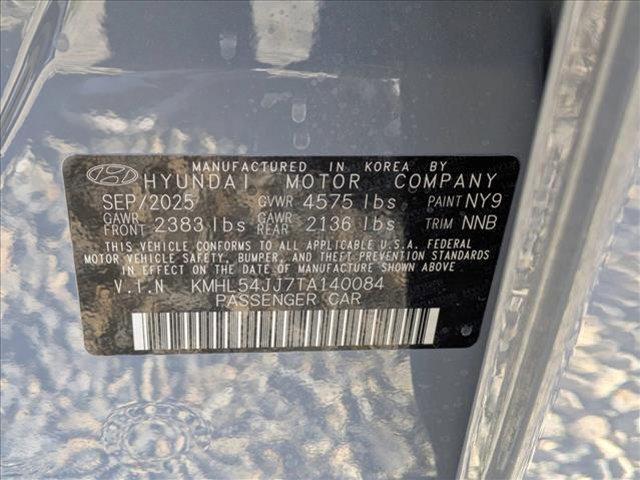 MANUFACTURED IN KOREA BY
HYUNDAI MOTOR COMPANY
SEP/2025 GVWR 4575 lbs PAINT NY9
GAWR FRONT 2383 lbs GAWR REAR 2136 lbs TRIM NNB
THIS VEHICLE CONFORMS TO ALL APPLICABLE U.S.A. FEDERAL
MOTOR VEHICLE SAFETY, BUMPER, AND THEFT PREVENTION STANDARDS
IN EFFECT ON THE DATE OF MANUFACTURE SHOWN ABOVE.
V.I.N KMHL54JJ7TA140084
PASSENGER CAR